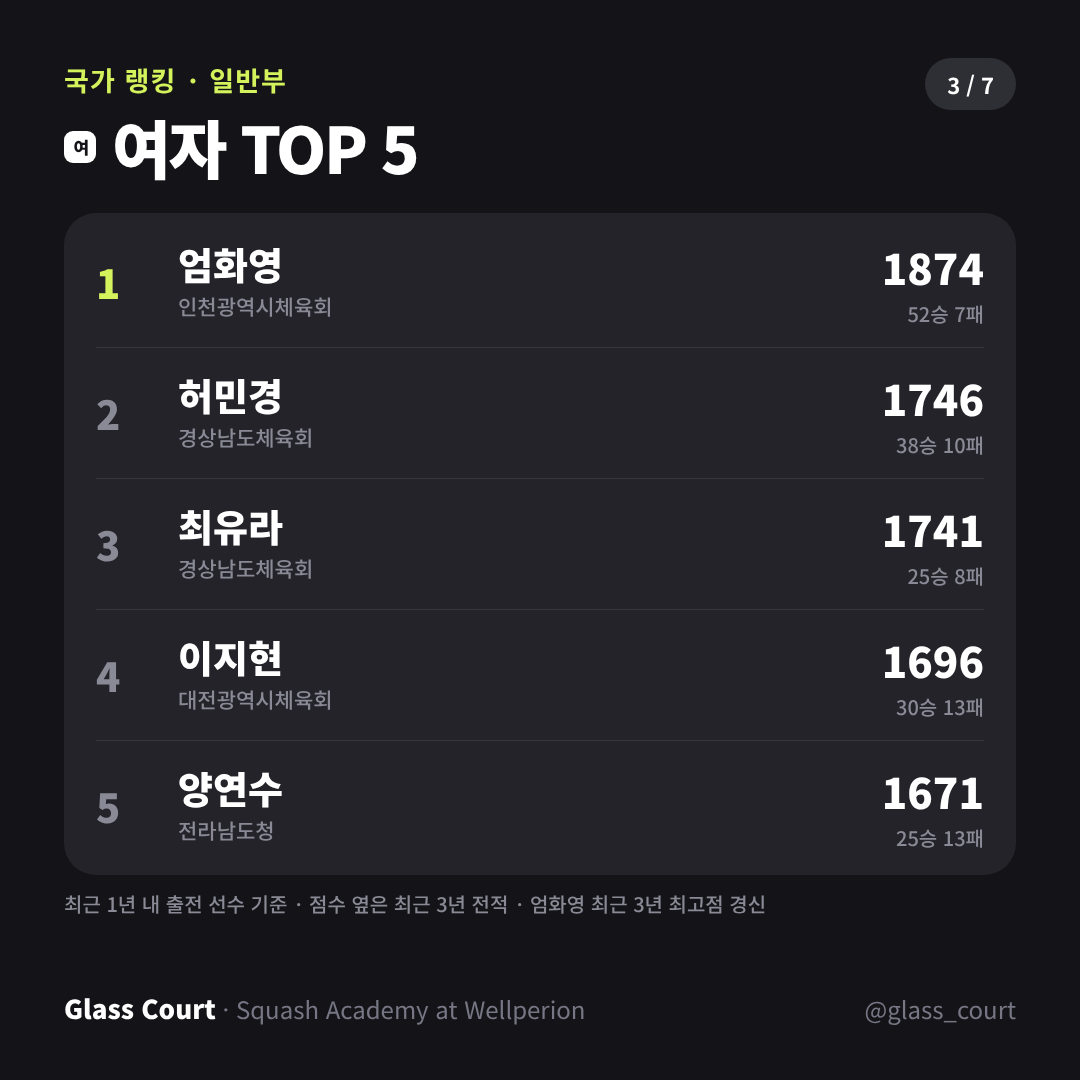 국가 랭킹 · 일반부
3 / 7
여 여자 TOP 5
1 엄화영 1874
인천광역시체육회 52승 7패
2 허민경 1746
경상남도체육회 38승 10패
3 최유라 1741
경상남도체육회 25승 8패
4 이지현 1696
대전광역시체육회 30승 13패
5 양연수 1671
전라남도청 25승 13패
최근 1년 내 출전 선수 기준 · 점수 옆은 최근 3년 전적 · 엄화영 최근 3년 최고점 경신
Glass Court · Squash Academy at Wellperion
@glass_court